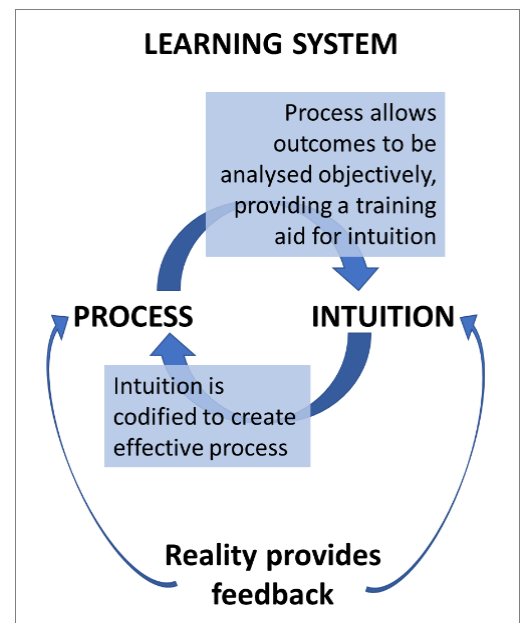 LEARNING SYSTEM
Process allows
outcomes to be
analysed objectively,
providing a training
aid for intuition
PROCESS
INTUITION
Intuition is
codified to create
effective process
Reality provides
feedback